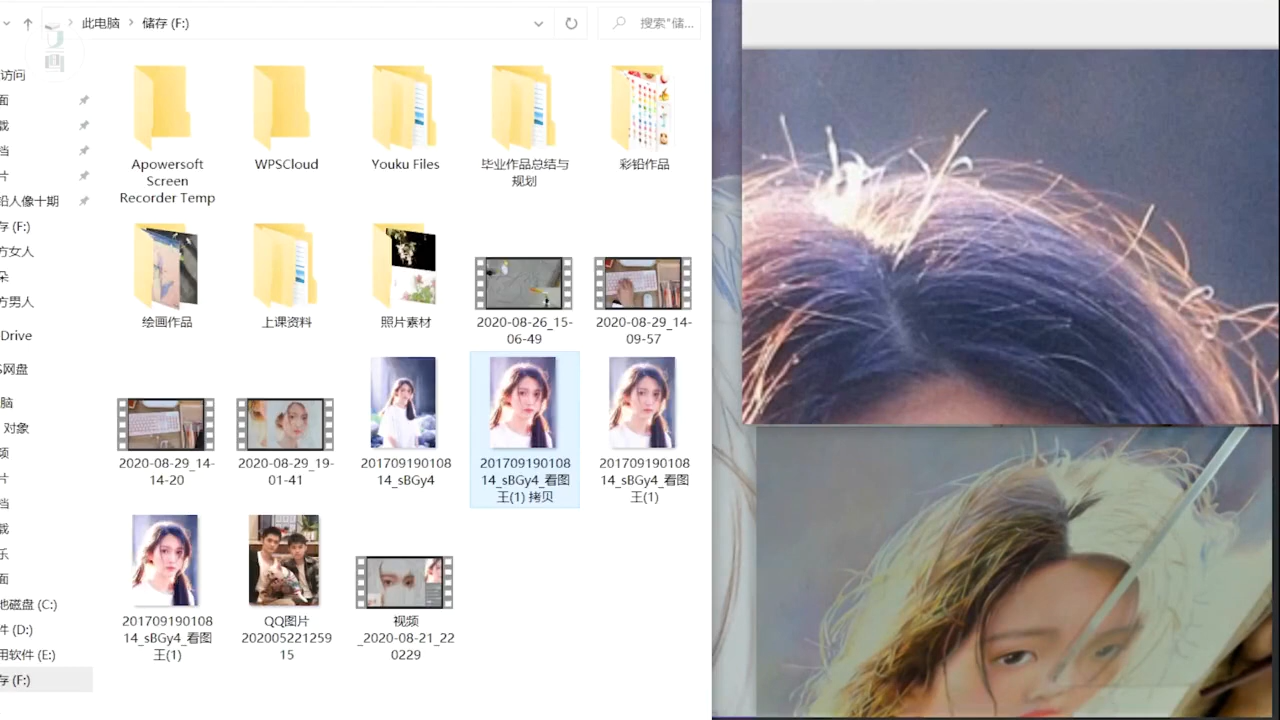 此电脑 > 储存 (F:)
搜索"储...
访问
面
载
档
片
铅人像十期
存 (F:)
方女人
朵
方男人
Drive
S网盘
脑
对象
频
片
档
载
乐
面
地磁盘 (C:)
件 (D:)
用软件 (E:)
存 (F:)
Apowersoft
Screen
Recorder Temp
WPSCloud
Youku Files
毕业作品总结与
规划
彩铅作品
绘画作品
上课资料
照片素材
2020-08-26_15-
06-49
2020-08-29_14-
09-57
2020-08-29_14-
14-20
2020-08-29_19-
01-41
201709190108
14_sBGy4
201709190108
14_sBGy4_看图
王(1) 拷贝
201709190108
14_sBGy4_看图
王(1)
201709190108
14_sBGy4_看图
王(1)
QQ图片
202005221259
15
视频
_2020-08-21_22
0229